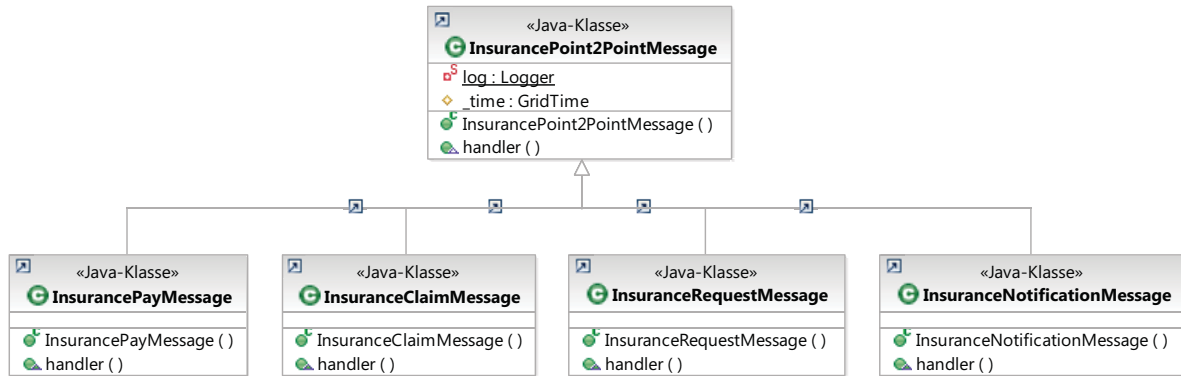 «Java-Klasse»
InsurancePoint2PointMessage
log : Logger
_time : GridTime
InsurancePoint2PointMessage ( )
handler ( )
«Java-Klasse»
InsurancePayMessage
InsurancePayMessage ( )
handler ( )
«Java-Klasse»
InsuranceClaimMessage
InsuranceClaimMessage ( )
handler ( )
«Java-Klasse»
InsuranceRequestMessage
InsuranceRequestMessage ( )
handler ( )
«Java-Klasse»
InsuranceNotificationMessage
InsuranceNotificationMessage ( )
handler ( )